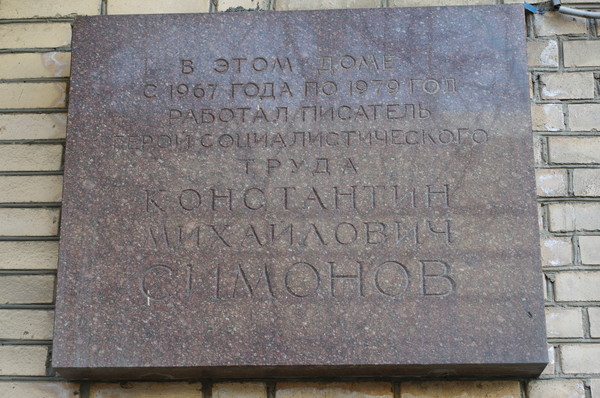 В ЭТОМ ДОМЕ
С 1967 ГОДА ПО 1979 ГОД
РАБОТАЛ ПИСАТЕЛЬ
ГЕРОЙ СОЦИАЛИСТИЧЕСКОГО
ТРУДА
КОНСТАНТИН
МИХАЙЛОВИЧ
СИМОНОВ